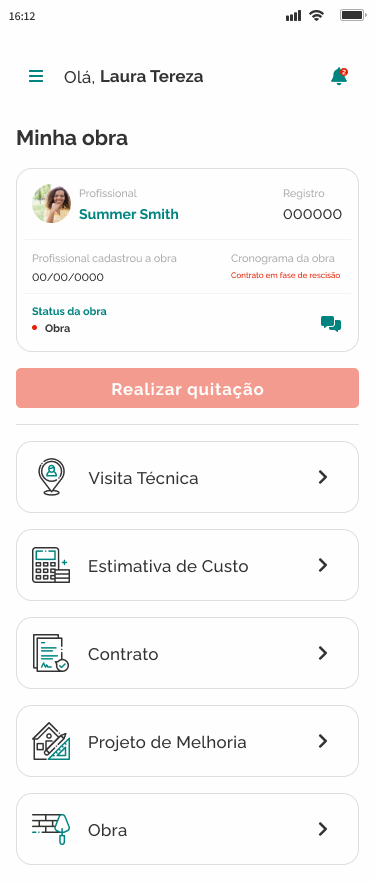 16:12
Olá, Laura Tereza
2
Minha obra
Profissional
Registro
Summer Smith
000000
Profissional cadastrou a obra
Cronograma da obra
00/00/0000
Contrato em fase de rescisão
Status da obra
Obra
Realizar quitação
Visita Técnica
Estimativa de Custo
Contrato
Projeto de Melhoria
Obra